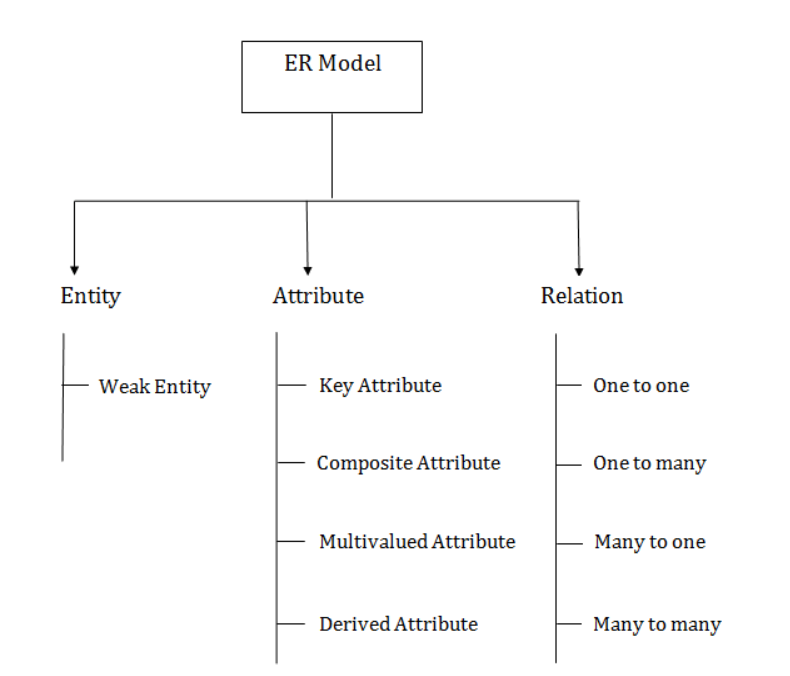 ER Model
Entity
Attribute
Relation
Weak Entity
Key Attribute
One to one
Composite Attribute
One to many
Multivalued Attribute
Many to one
Derived Attribute
Many to many